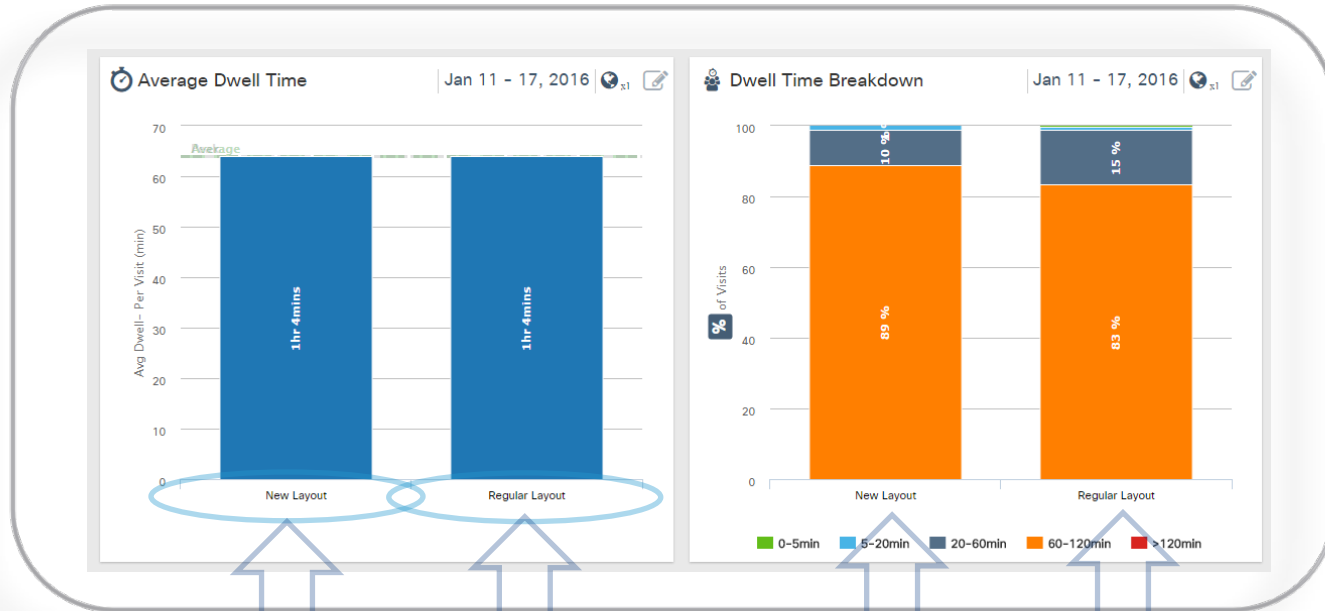 Average Dwell Time
Jan 11 - 17, 2016
x1
70
60
50
40
30
20
10
0
Average
Avg Dwell- Per Visit (min)
1hr 4mins
1hr 4mins
New Layout
Regular Layout
Dwell Time Breakdown
Jan 11 - 17, 2016
x1
100
80
60
40
20
0
% of Visits
10 %
89 %
15 %
83 %
New Layout
Regular Layout
0-5min
5-20min
20-60min
60-120min
>120min